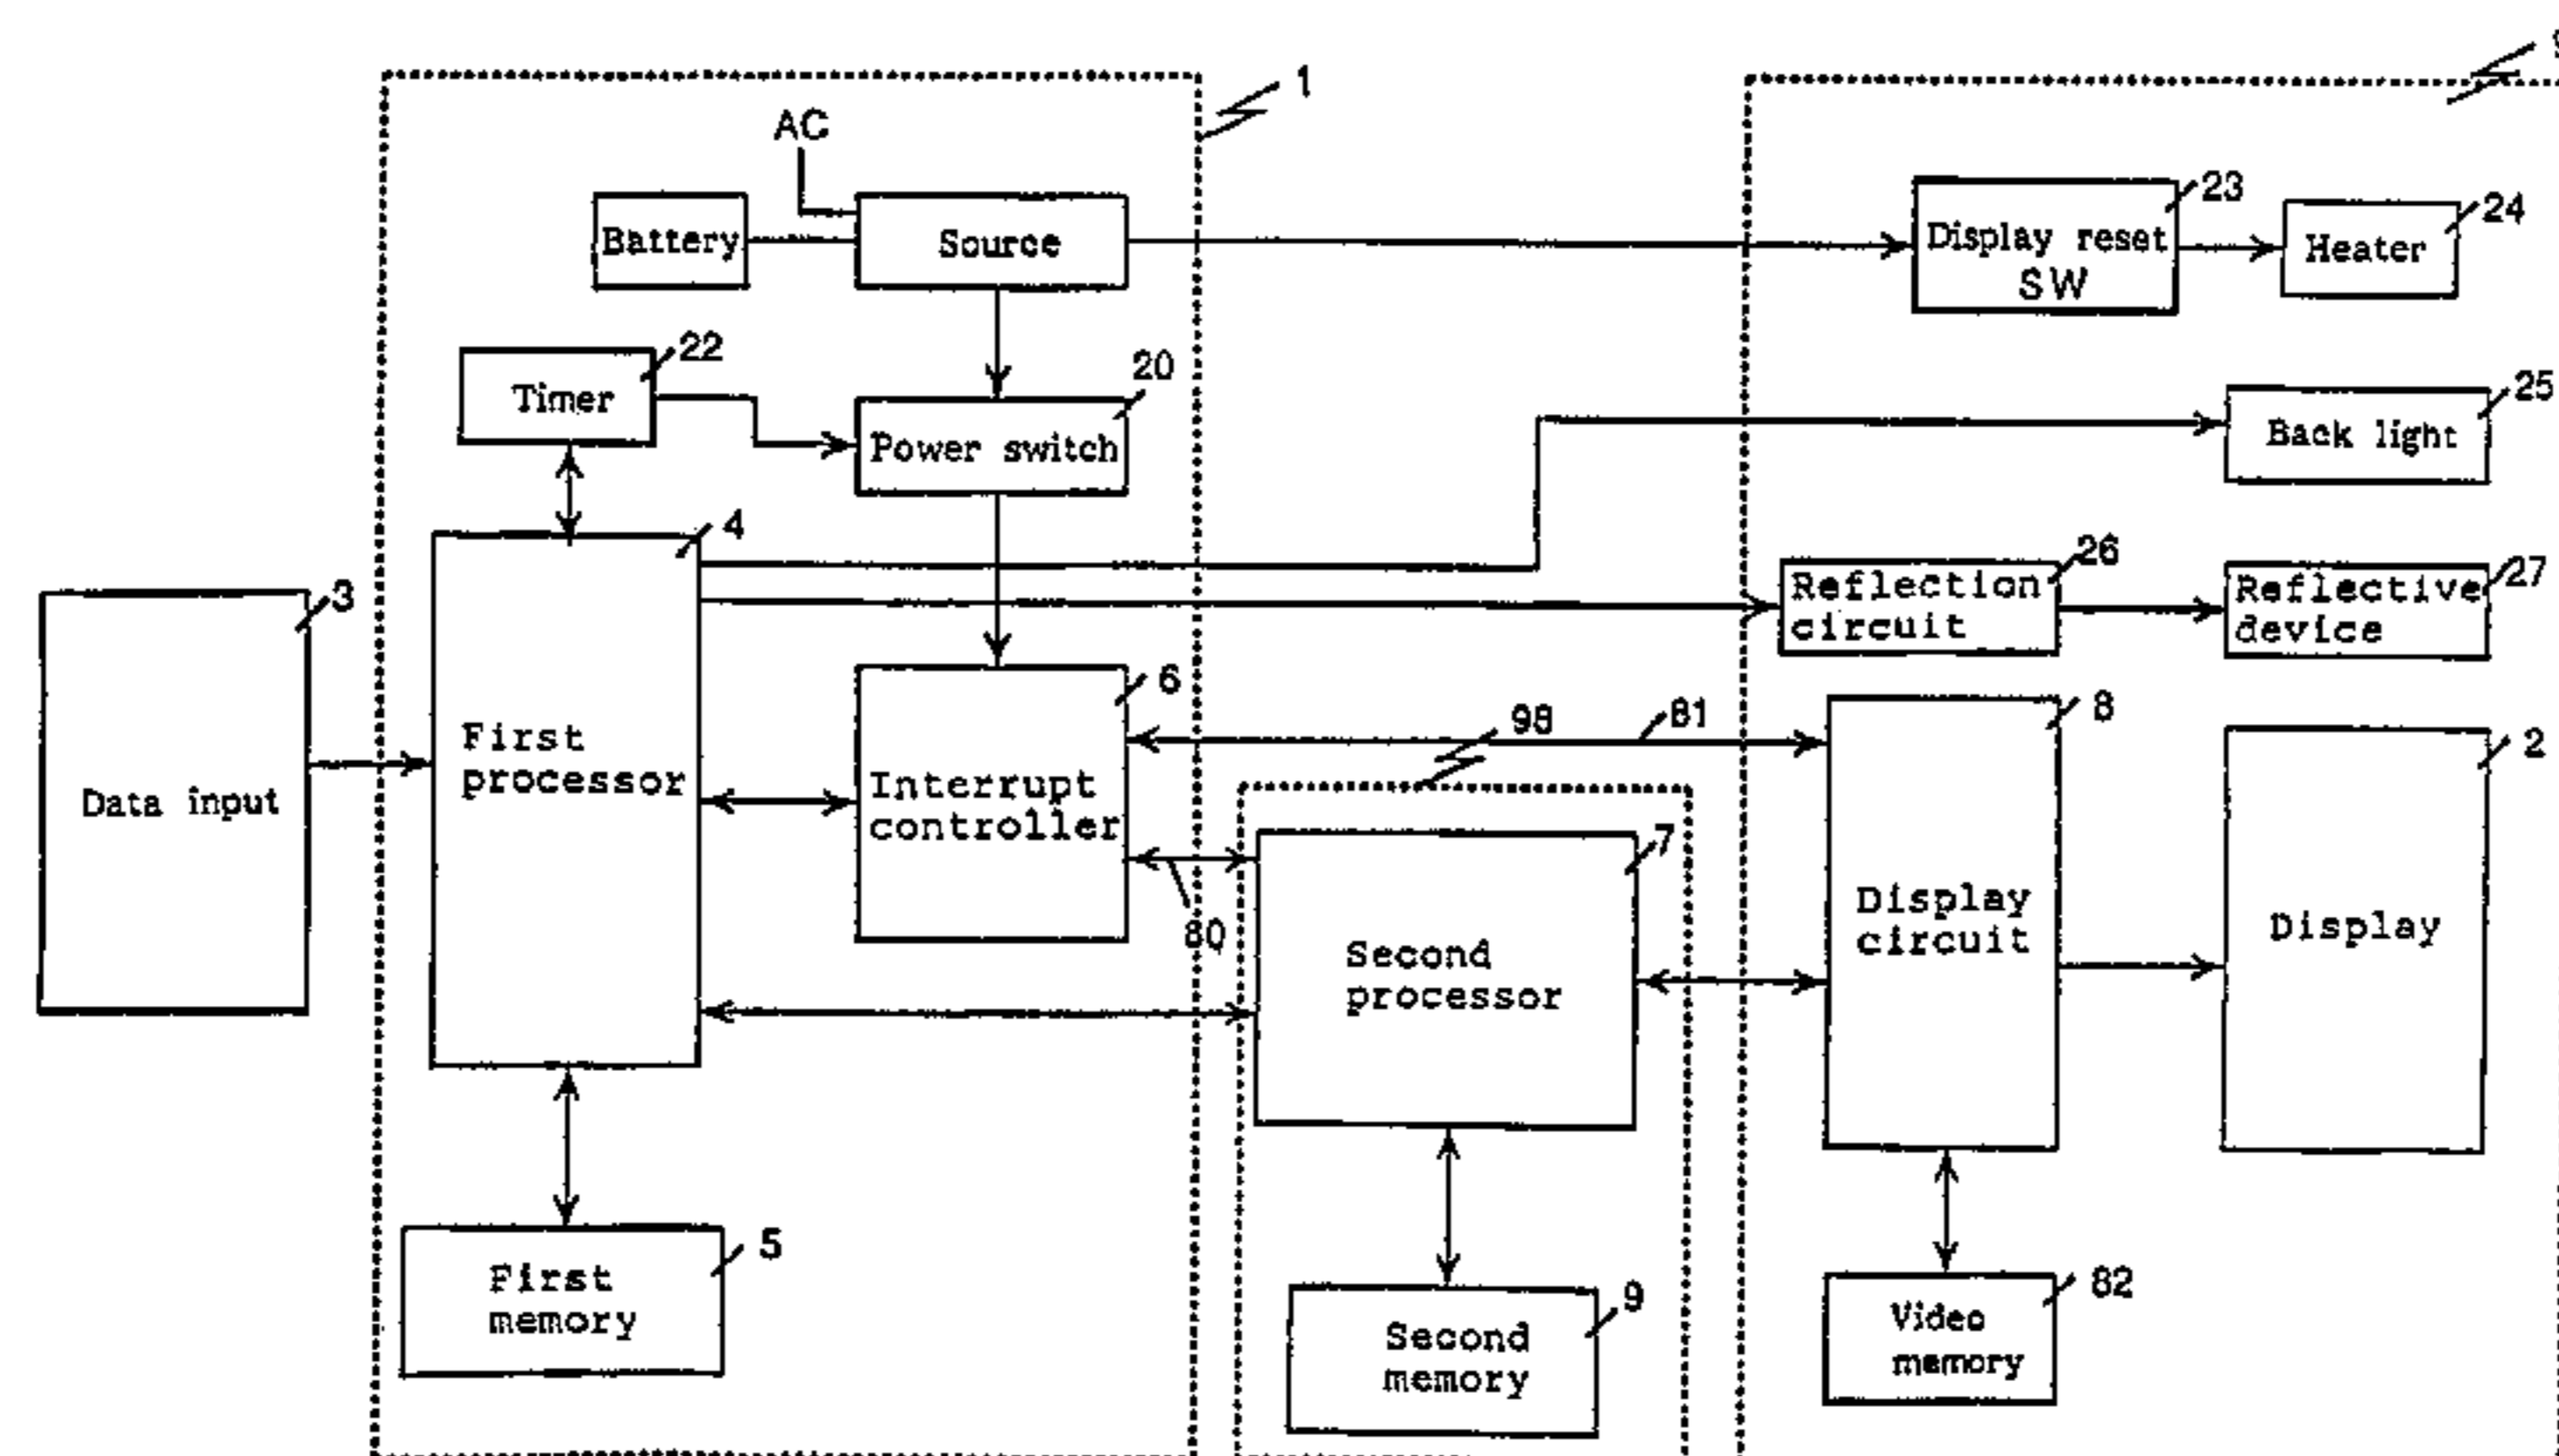 1
AC
Battery
Source
Display reset
SW
23
Heater
24
Timer
22
Power switch
20
Back light
25
Data input
3
First
processor
4
Reflection
circuit
26
Reflective
device
27
Interrupt
controller
6
81
98
80
Second
processor
7
Display
circuit
8
Display
2
First
memory
5
Second
memory
9
Video
memory
82